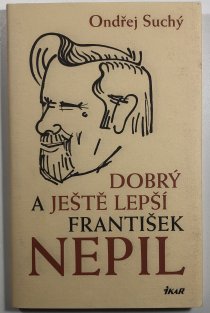 Ondřej Suchý
DOBRÝ
A JEŠTĚ LEPŠÍ
FRANTIŠEK
NEPIL
IKAR